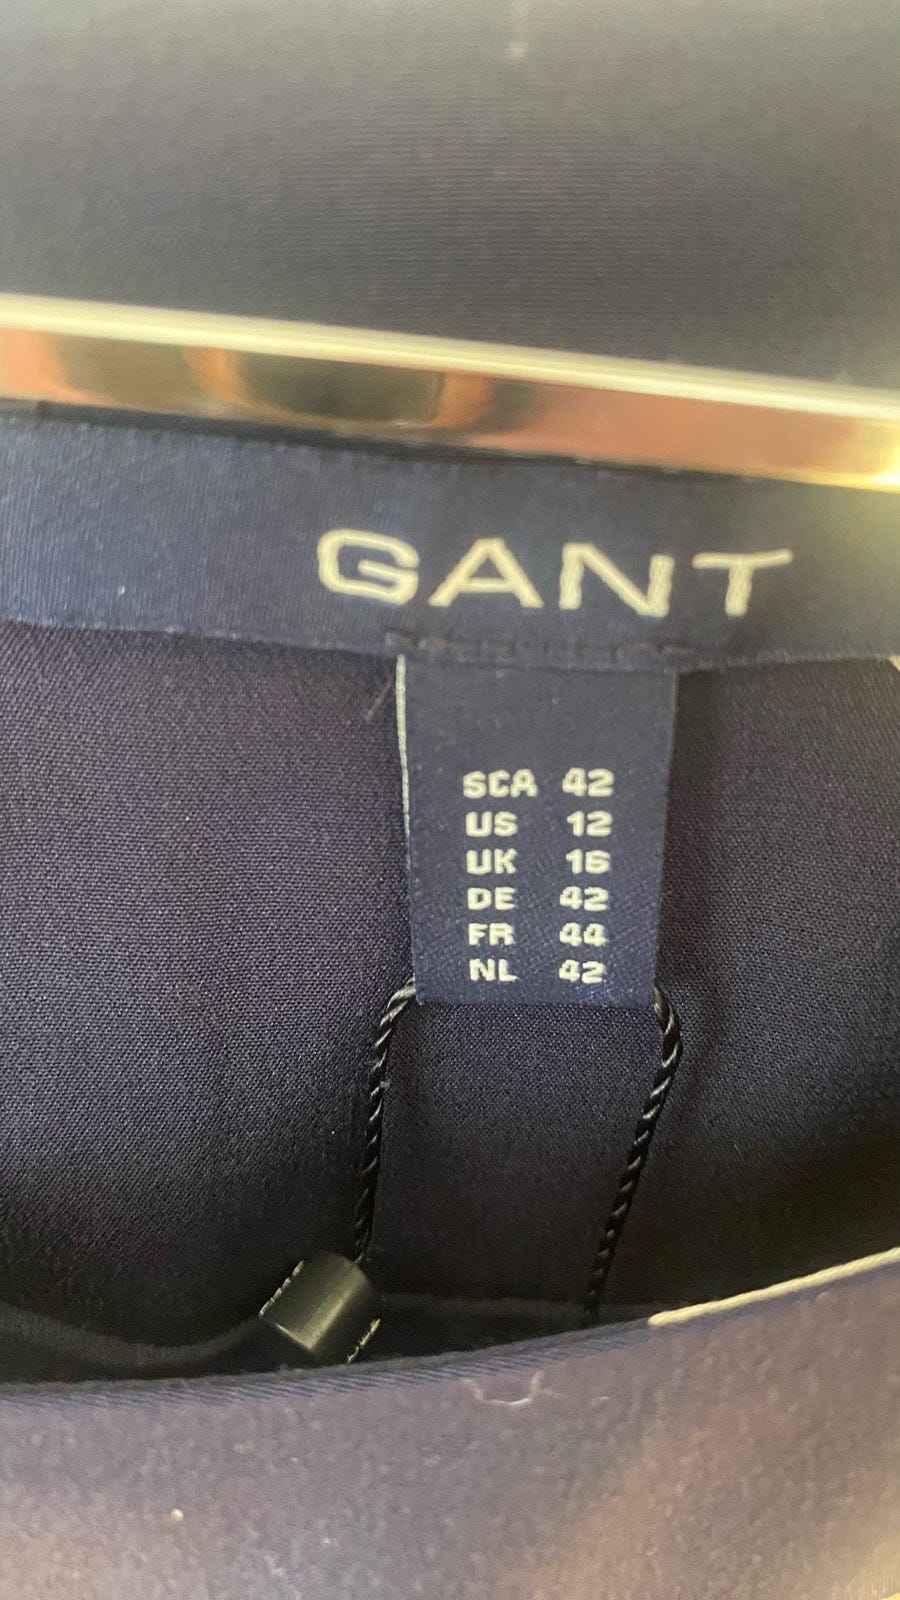 GANT
SCA 42
US 12
UK 16
DE 42
FR 44
NL 42